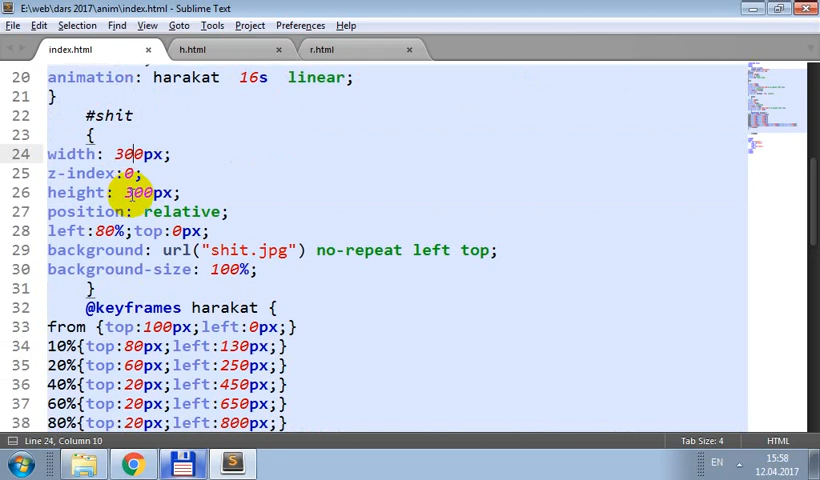 E:\web\dars 2017\anim\index.html - Sublime Text
File Edit Selection Find View Goto Tools Project Preferences Help
index.html h.html r.html
20 animation: harakat 16s linear;
21 }
22 #shit
23 {
24 width: 300px;
25 z-index:0;
26 height: 300px;
27 position: relative;
28 left:80%;top:0px;
29 background: url("shit.jpg") no-repeat left top;
30 background-size: 100%;
31 }
32 @keyframes harakat {
33 from {top:100px;left:0px;}
34 10%{top:80px;left:130px;}
35 20%{top:60px;left:250px;}
36 40%{top:20px;left:450px;}
37 60%{top:20px;left:650px;}
38 80%{top:20px;left:800px;}
Line 24, Column 10 Tab Size: 4 HTML
EN 15:58
12.04.2017